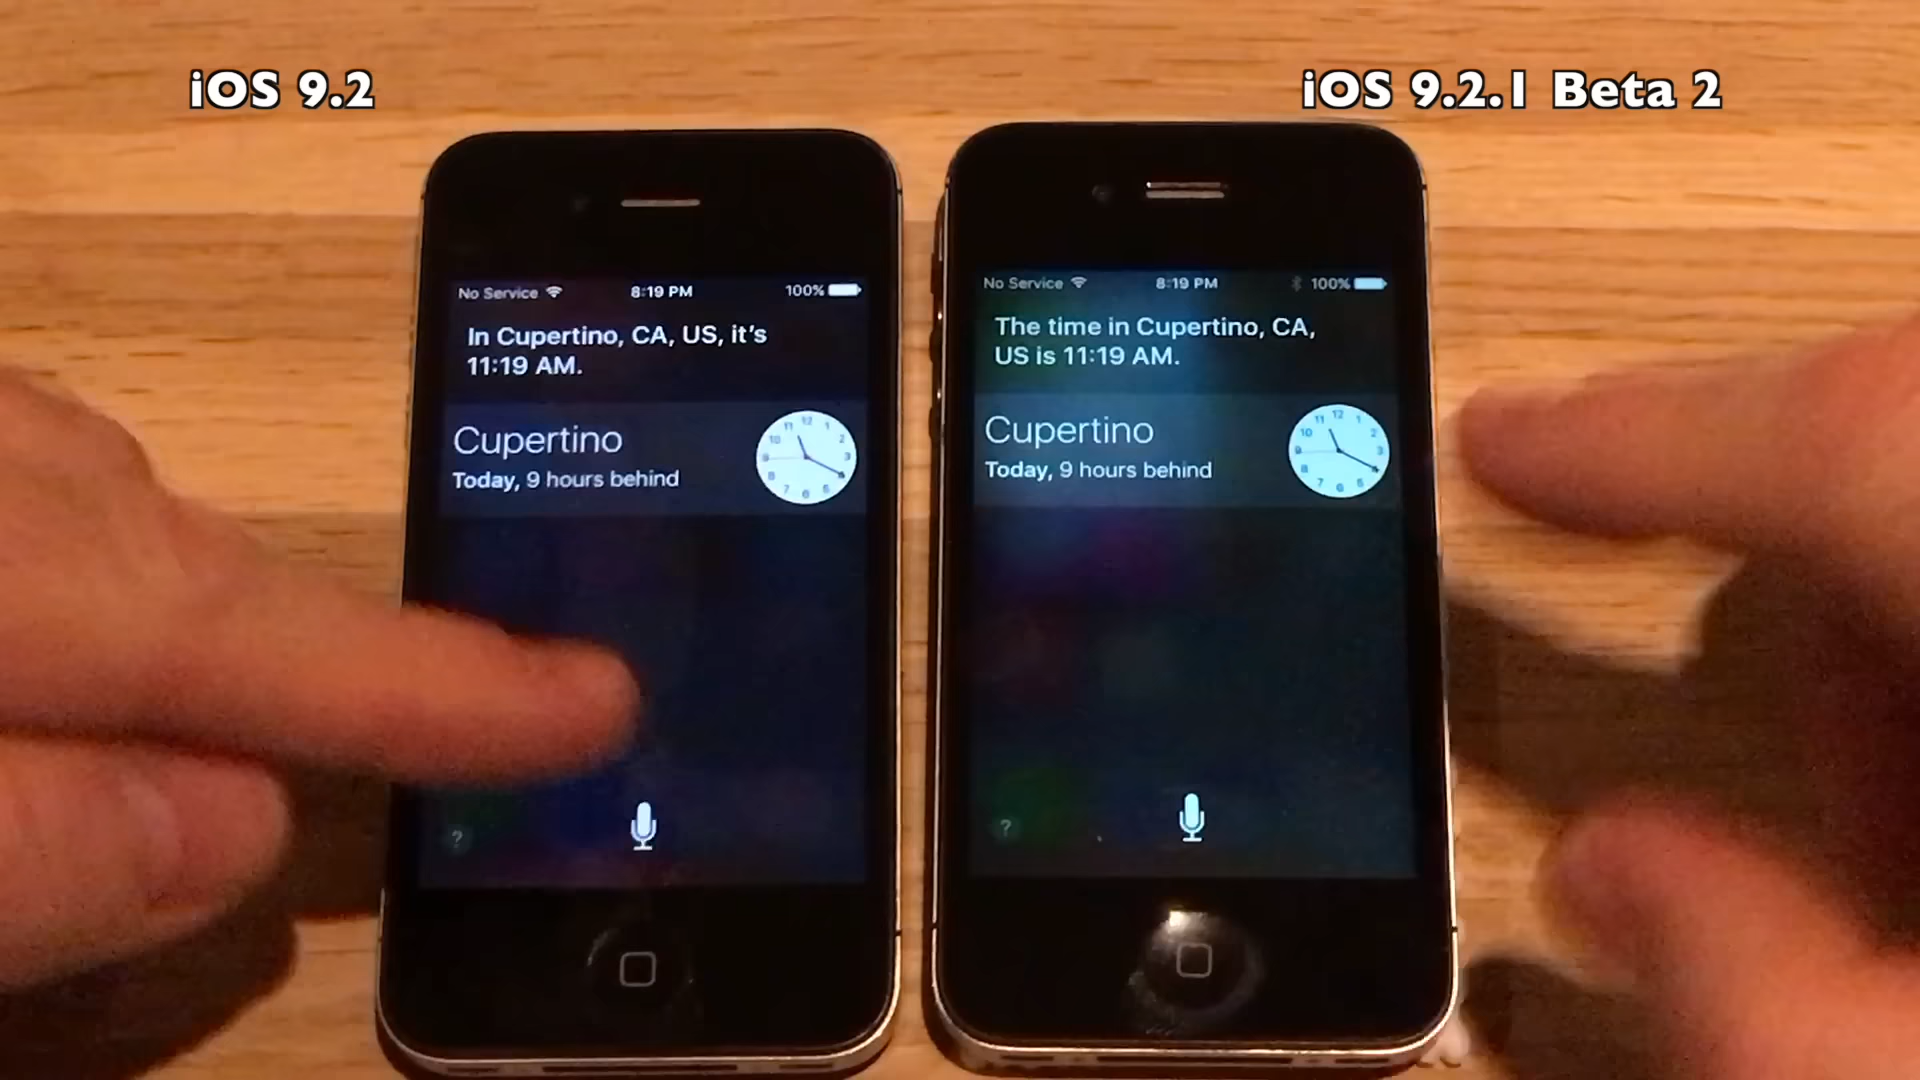 iOS 9.2
iOS 9.2.1 Beta 2
No Service 8:19 PM 100%
In Cupertino, CA, US, it's
11:19 AM.
Cupertino
Today, 9 hours behind
?
No Service 8:19 PM 100%
The time in Cupertino, CA,
US is 11:19 AM.
Cupertino
Today, 9 hours behind
?